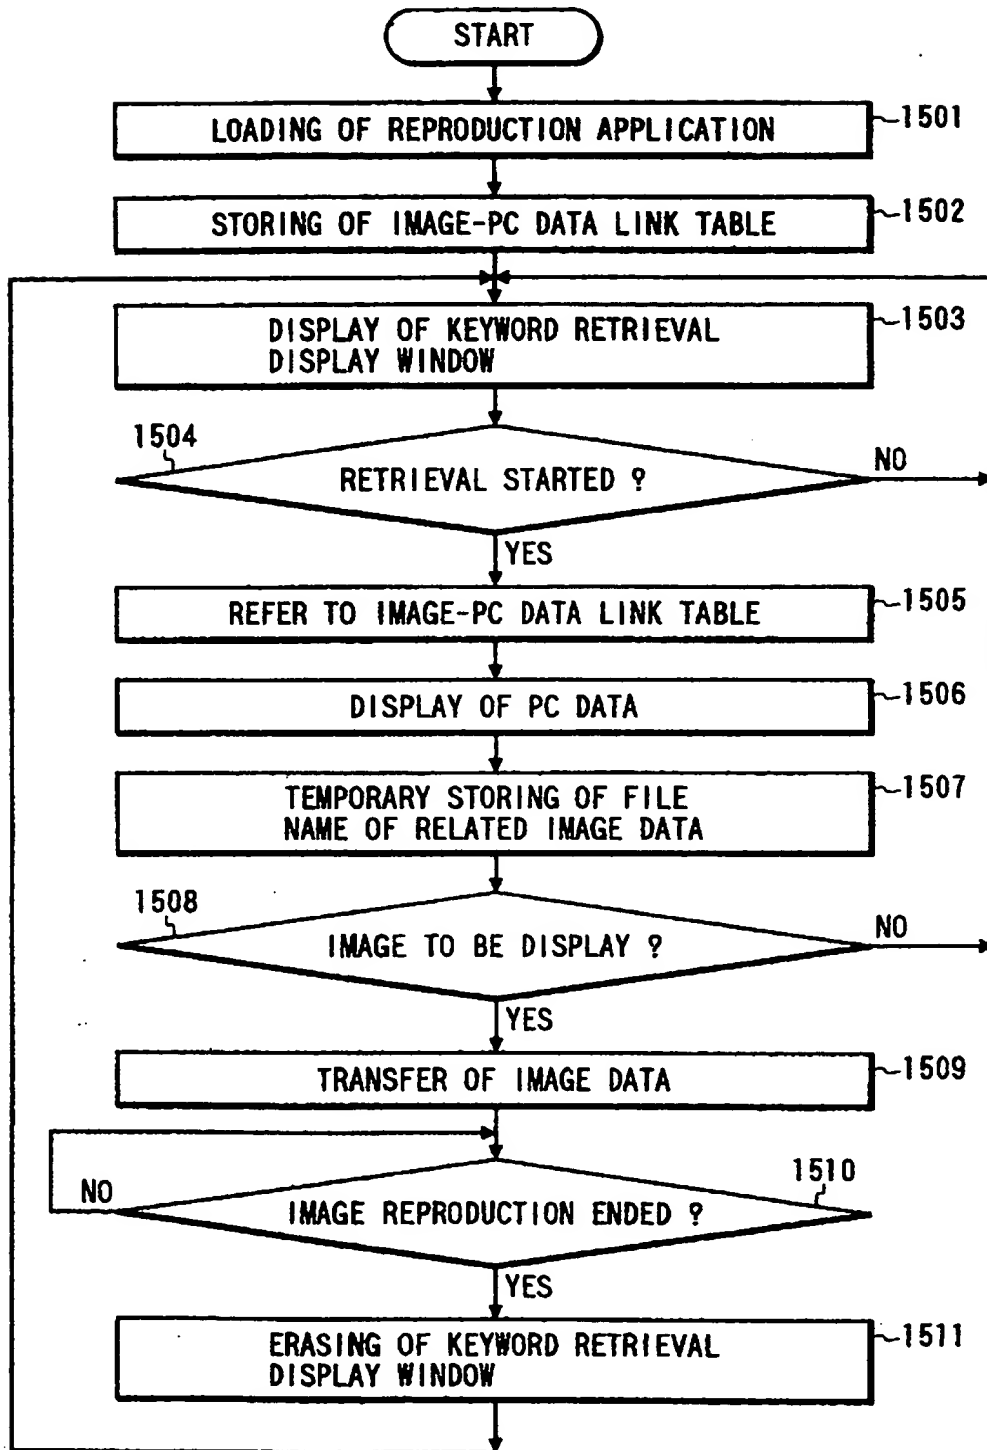 START
LOADING OF REPRODUCTION APPLICATION
1501
STORING OF IMAGE-PC DATA LINK TABLE
1502
DISPLAY OF KEYWORD RETRIEVAL
DISPLAY WINDOW
1503
1504
RETRIEVAL STARTED ?
NO
YES
REFER TO IMAGE-PC DATA LINK TABLE
1505
DISPLAY OF PC DATA
1506
TEMPORARY STORING OF FILE
NAME OF RELATED IMAGE DATA
1507
1508
IMAGE TO BE DISPLAY ?
NO
YES
TRANSFER OF IMAGE DATA
1509
NO
IMAGE REPRODUCTION ENDED ?
1510
YES
ERASING OF KEYWORD RETRIEVAL
DISPLAY WINDOW
1511